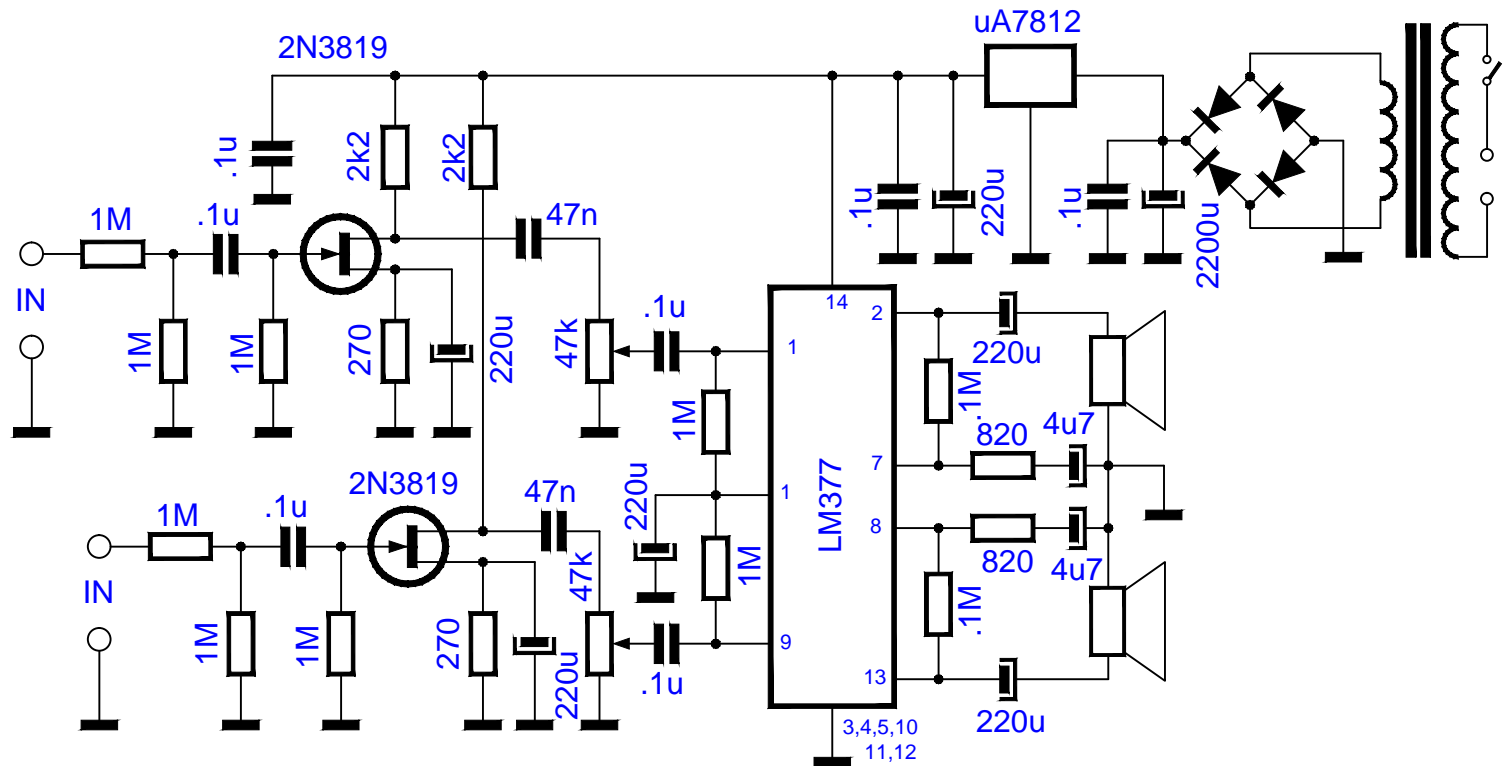 uA7812
2N3819
.1u
2k2
2k2
1M
.1u
47n
.1u
220u
.1u
2200u
IN
1M
1M
270
220u
47k
.1u
14
2
1
220u
.1M
1M
820
4u7
7
LM377
2N3819
47n
220u
1
8
1M
.1u
820
4u7
IN
47k
1M
.1M
1M
1M
270
220u
.1u
9
13
220u
3,4,5,10
11,12